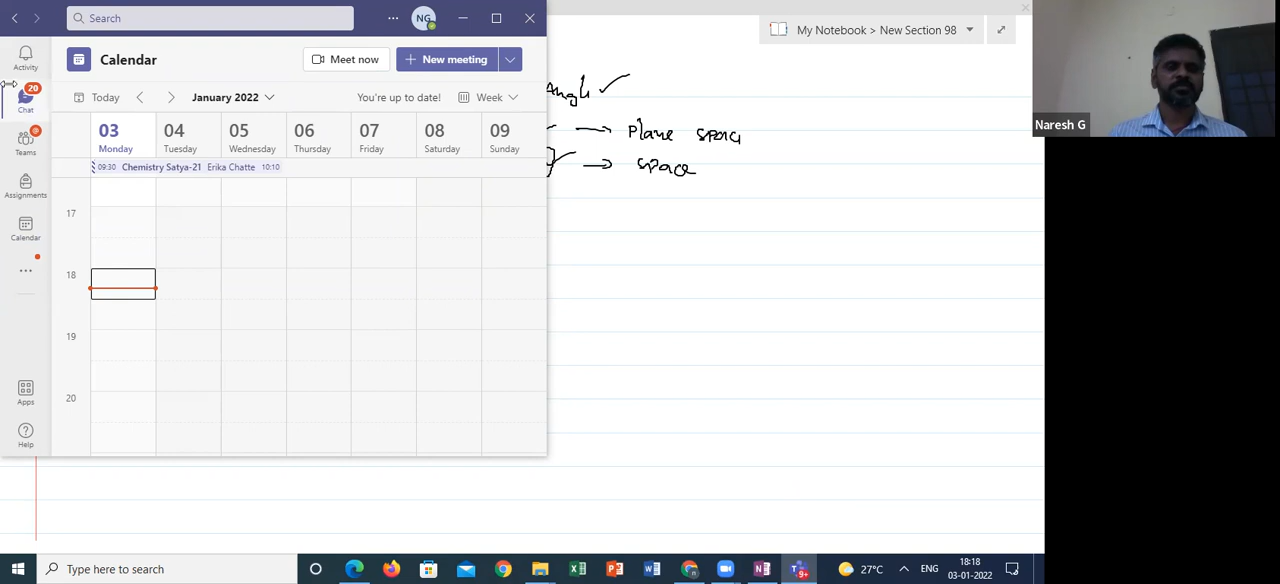 Search
NG
My Notebook > New Section 98
Activity
Calendar
Meet now
New meeting
20
Chat
Today
January 2022
You're up to date!
Week
Angle
Teams
03 04 05 06 07 08 09
Monday Tuesday Wednesday Thursday Friday Saturday Sunday
Plane space
Naresh G
09:30 Chemistry Satya-21 Erika Chatte 10:10
space
Assignments
17
Calendar
18
19
20
Apps
Help
Type here to search
9+
27°C
ENG
18:18
03-01-2022